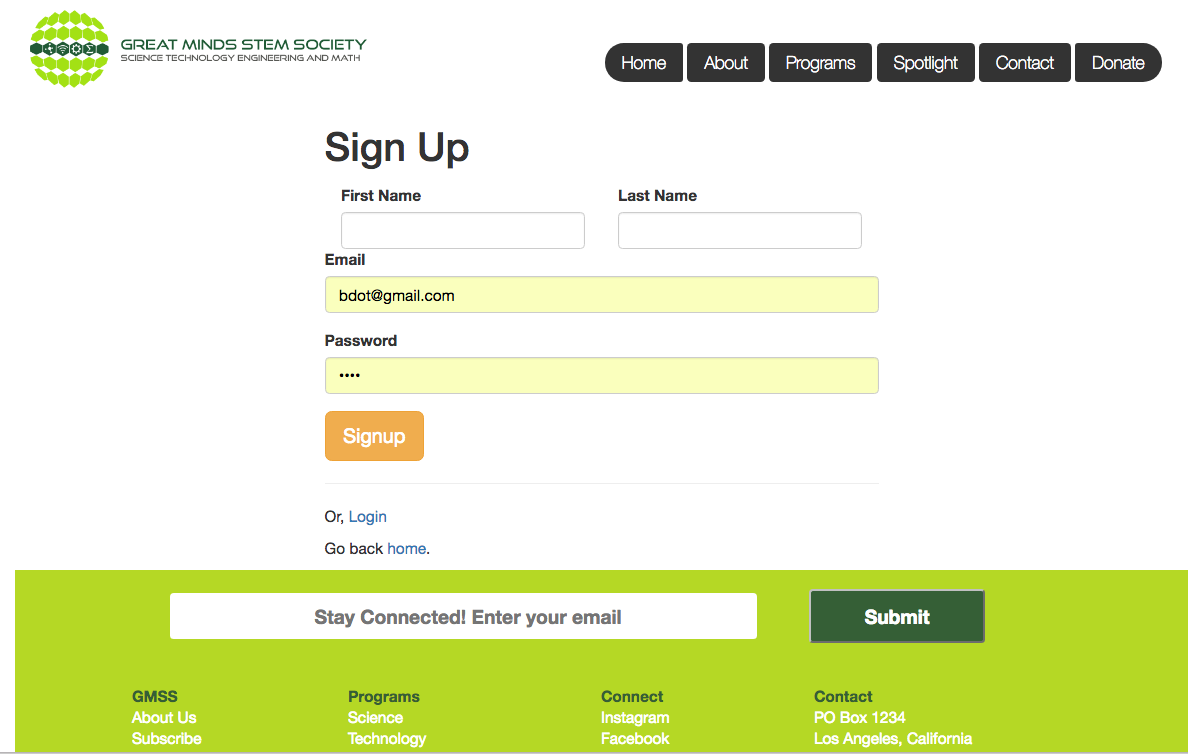 GREAT MINDS STEM SOCIETY
SCIENCE TECHNOLOGY ENGINEERING AND MATH
Home About Programs Spotlight Contact Donate
Sign Up
First Name Last Name
Email
bdot@gmail.com
Password
••••
Signup
Or, Login
Go back home.
Stay Connected! Enter your email Submit
GMSS Programs Connect Contact
About Us Science Instagram PO Box 1234
Subscribe Technology Facebook Los Angeles, California